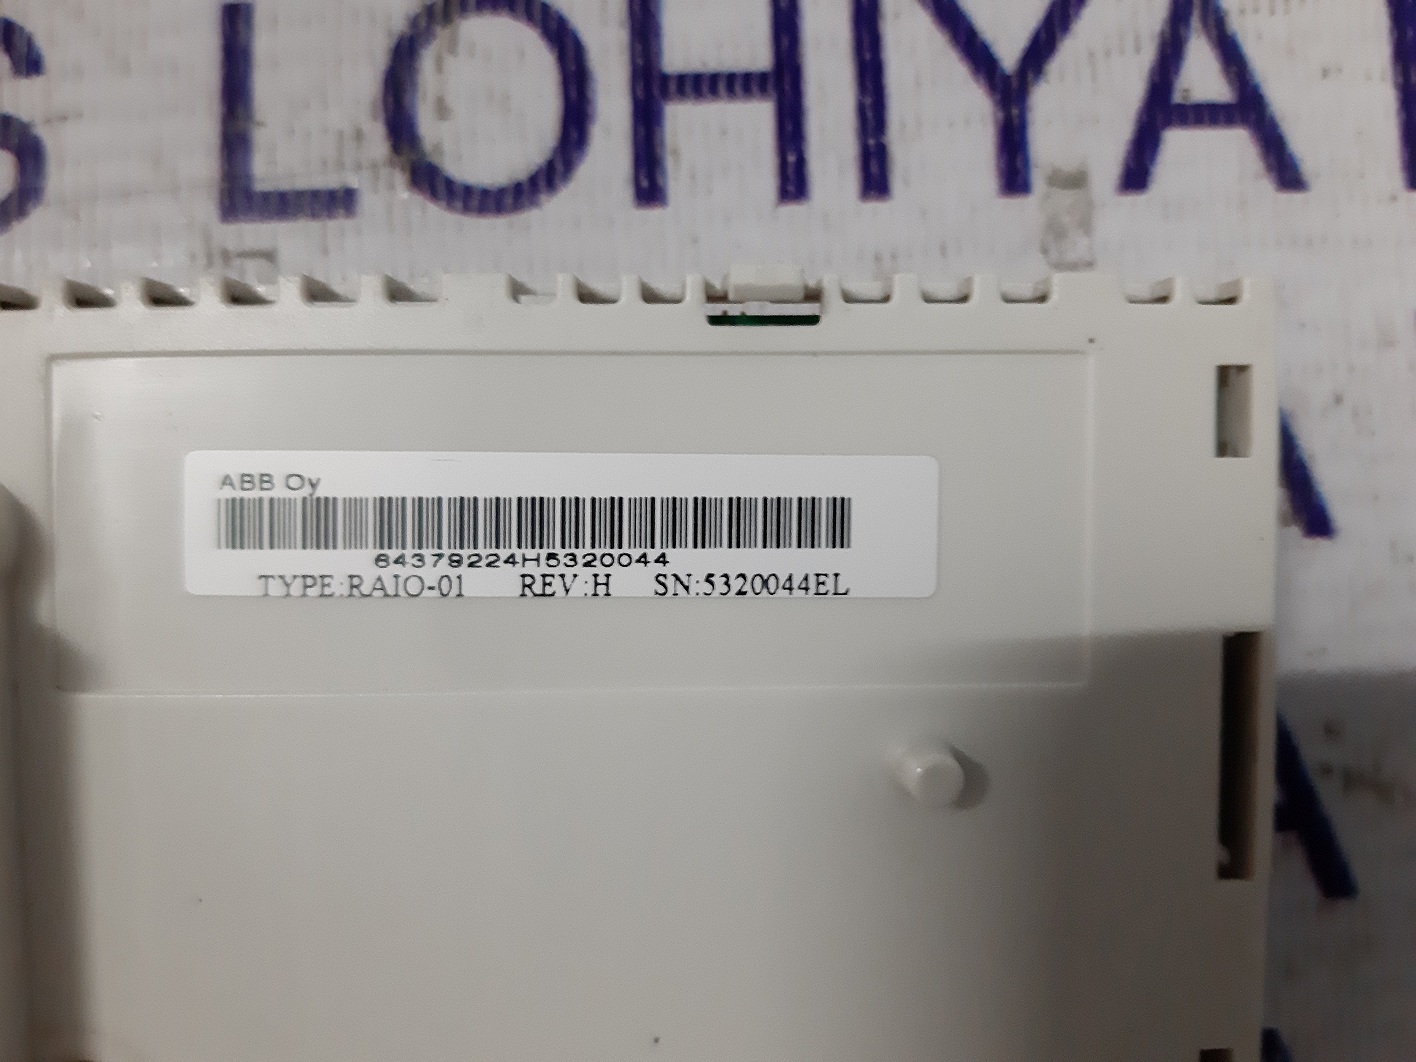 S LOHIYA
ABB Oy
64379224H5320044
TYPE:RAIO-01 REV:H SN:5320044EL
A
A